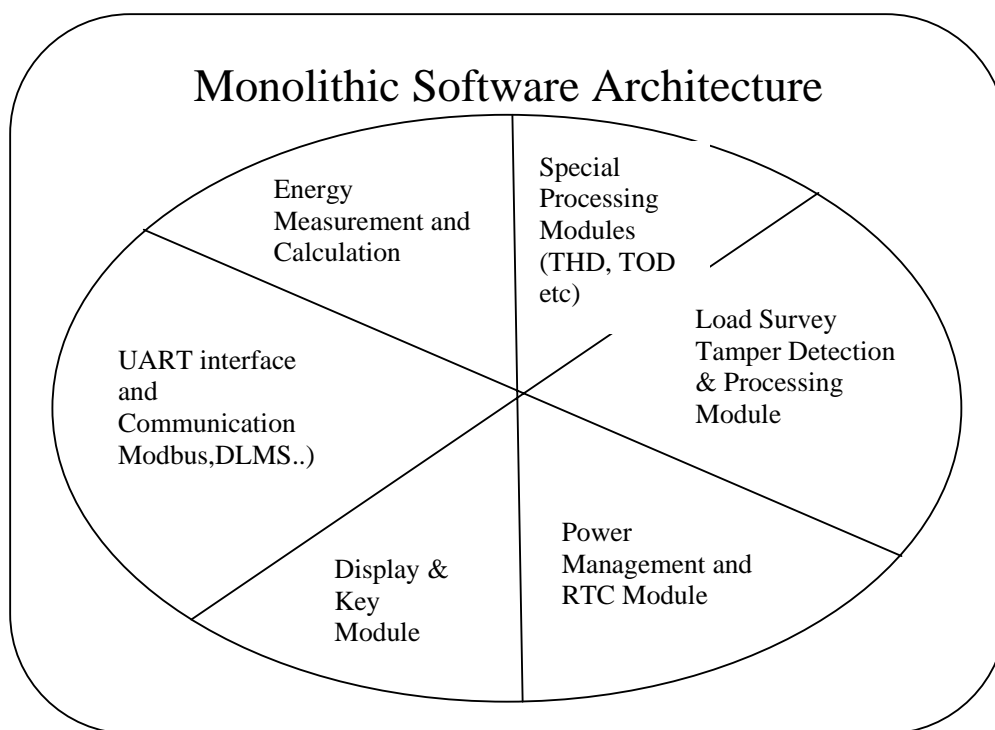 Monolithic Software Architecture
Energy
Measurement and
Calculation
Special
Processing
Modules
(THD, TOD
etc)
Load Survey
Tamper Detection
& Processing
Module
UART interface
and
Communication
Modbus,DLMS..)
Power
Management and
RTC Module
Display &
Key
Module